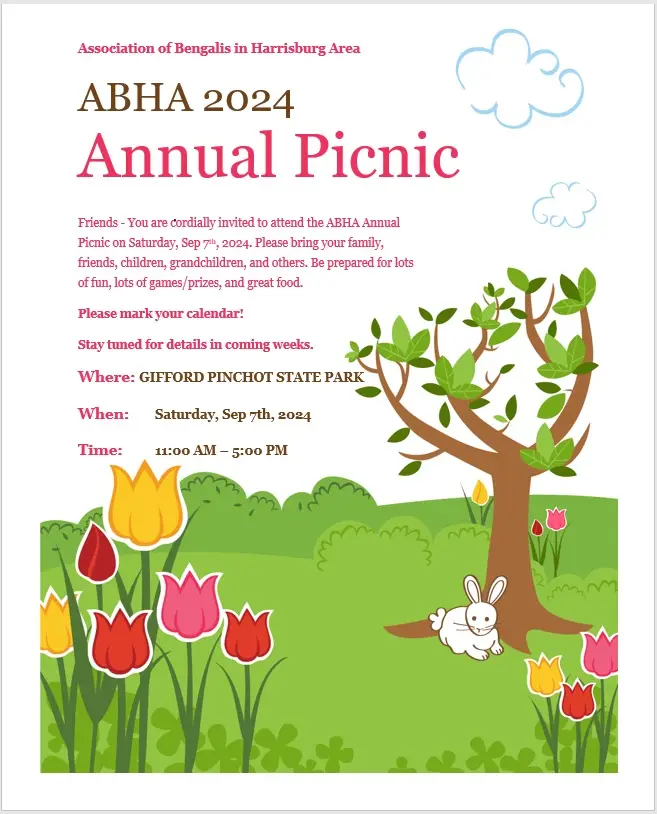 Association of Bengalis in Harrisburg Area
ABHA 2024
Annual Picnic
Friends - You are cordially invited to attend the ABHA Annual
Picnic on Saturday, Sep 7th, 2024. Please bring your family,
friends, children, grandchildren, and others. Be prepared for lots
of fun, lots of games/prizes, and great food.
Please mark your calendar!
Stay tuned for details in coming weeks.
Where: GIFFORD PINCHOT STATE PARK
When: Saturday, Sep 7th, 2024
Time: 11:00 AM – 5:00 PM